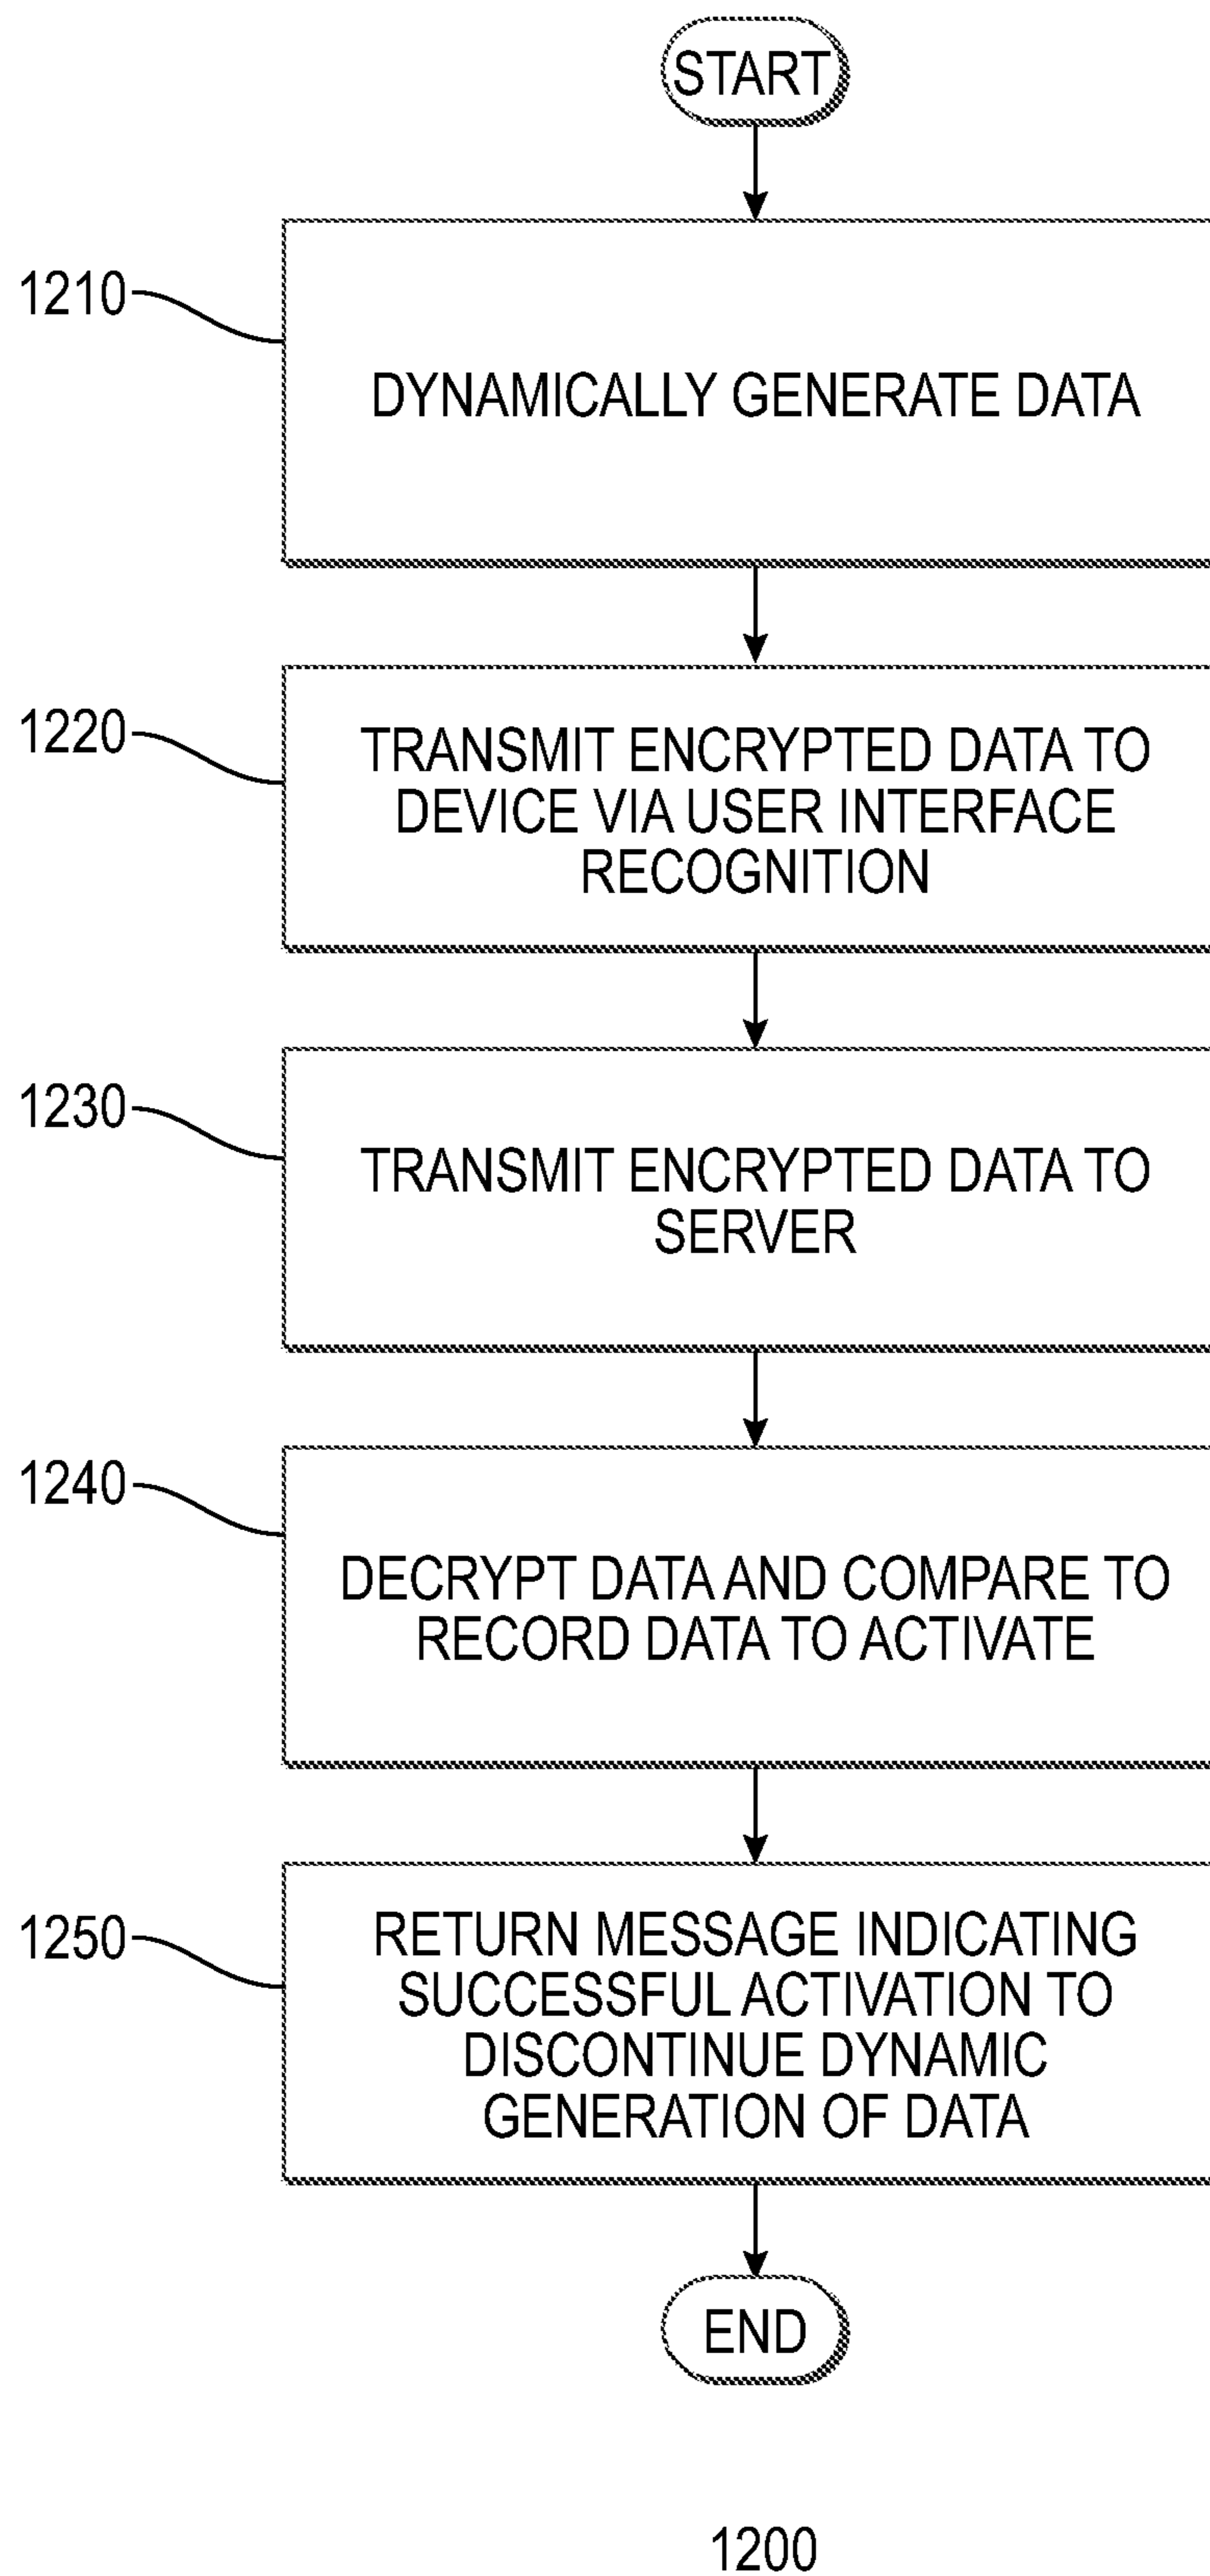 START
1210
DYNAMICALLY GENERATE DATA
1220
TRANSMIT ENCRYPTED DATA TO
DEVICE VIA USER INTERFACE
RECOGNITION
1230
TRANSMIT ENCRYPTED DATA TO
SERVER
1240
DECRYPT DATA AND COMPARE TO
RECORD DATA TO ACTIVATE
1250
RETURN MESSAGE INDICATING
SUCCESSFUL ACTIVATION TO
DISCONTINUE DYNAMIC
GENERATION OF DATA
END
1200